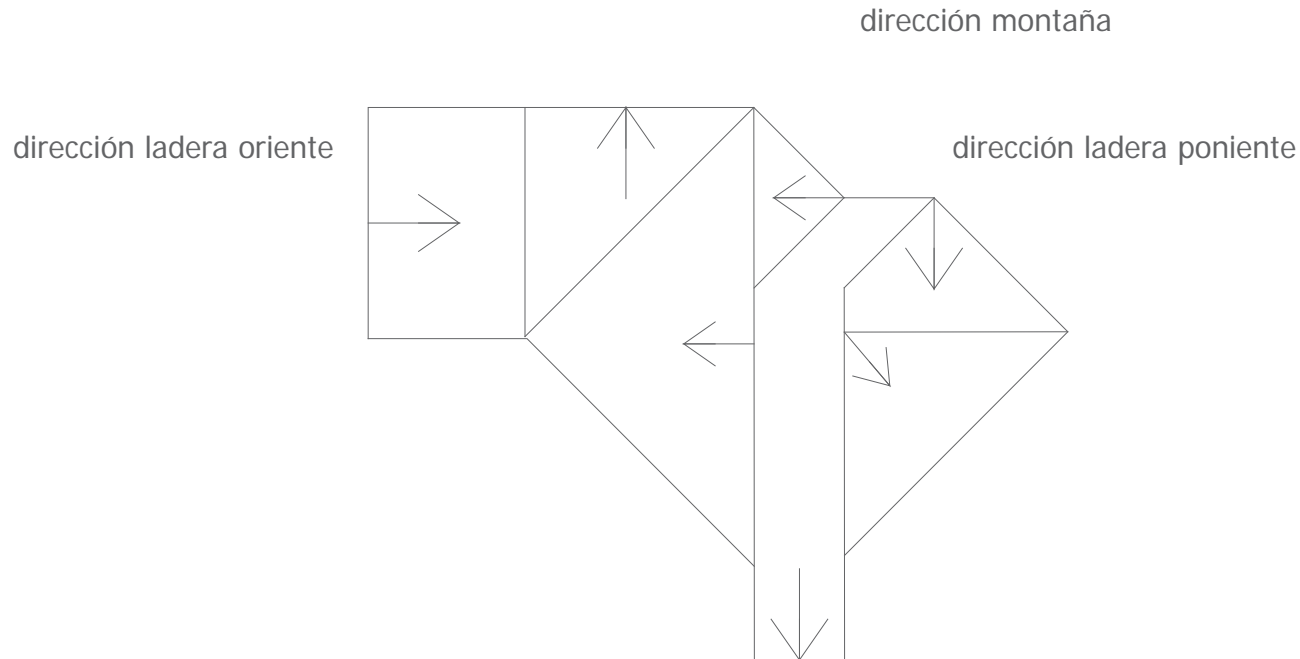 dirección montaña
dirección ladera oriente
dirección ladera poniente